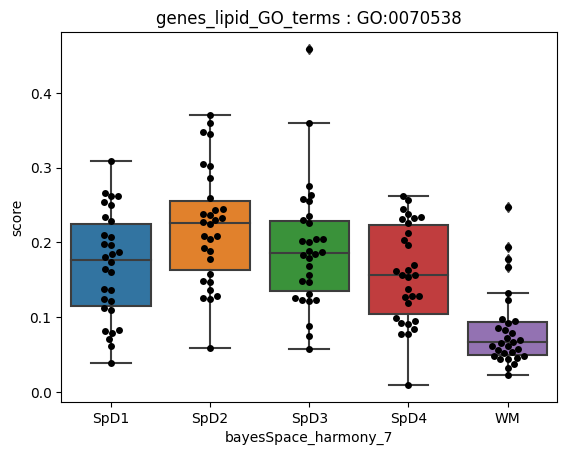 genes_lipid_GO_terms : GO:0070538
score
0.4
0.3
0.2
0.1
0.0
SpD1 SpD2 SpD3 SpD4 WM
bayesSpace_harmony_7